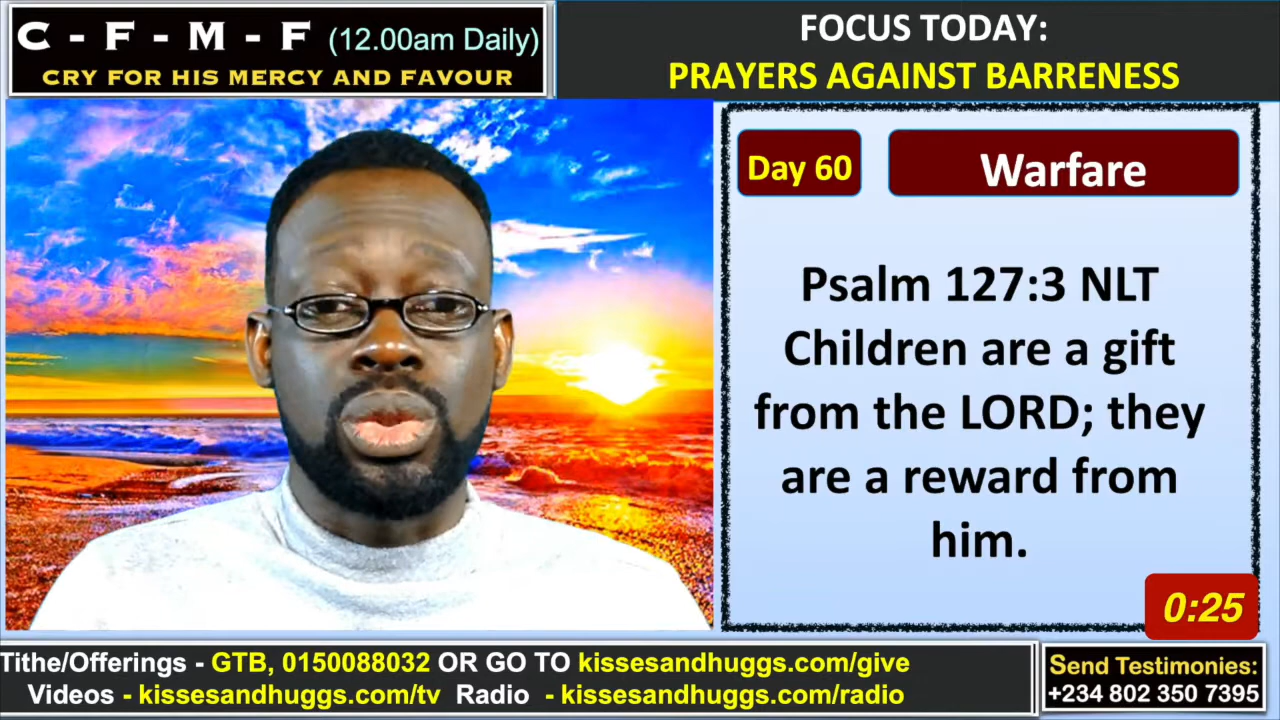 C - F - M - F (12.00am Daily)
CRY FOR HIS MERCY AND FAVOUR
FOCUS TODAY:
PRAYERS AGAINST BARRENESS
Day 60
Warfare
Psalm 127:3 NLT
Children are a gift
from the LORD; they
are a reward from
him.
0:25
Tithe/Offerings - GTB, 0150088032 OR GO TO kissesandhuggs.com/give
Videos - kissesandhuggs.com/tv Radio - kissesandhuggs.com/radio
Send Testimonies:
+234 802 350 7395